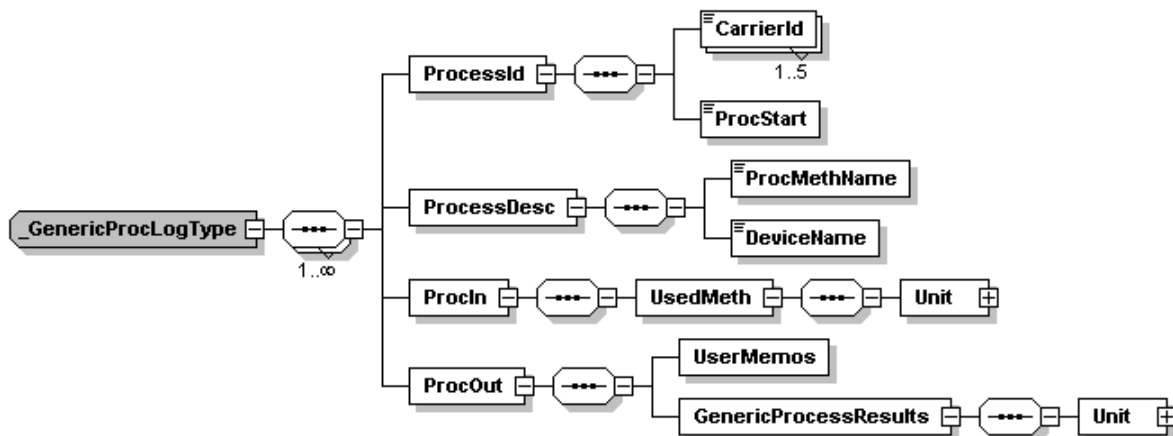 CarrierId
1..5
ProcessId
ProcStart
ProcMethName
ProcessDesc
DeviceName
_GenericProcLogType
1..∞
ProcIn
UsedMeth
Unit
UserMemos
ProcOut
GenericProcessResults
Unit